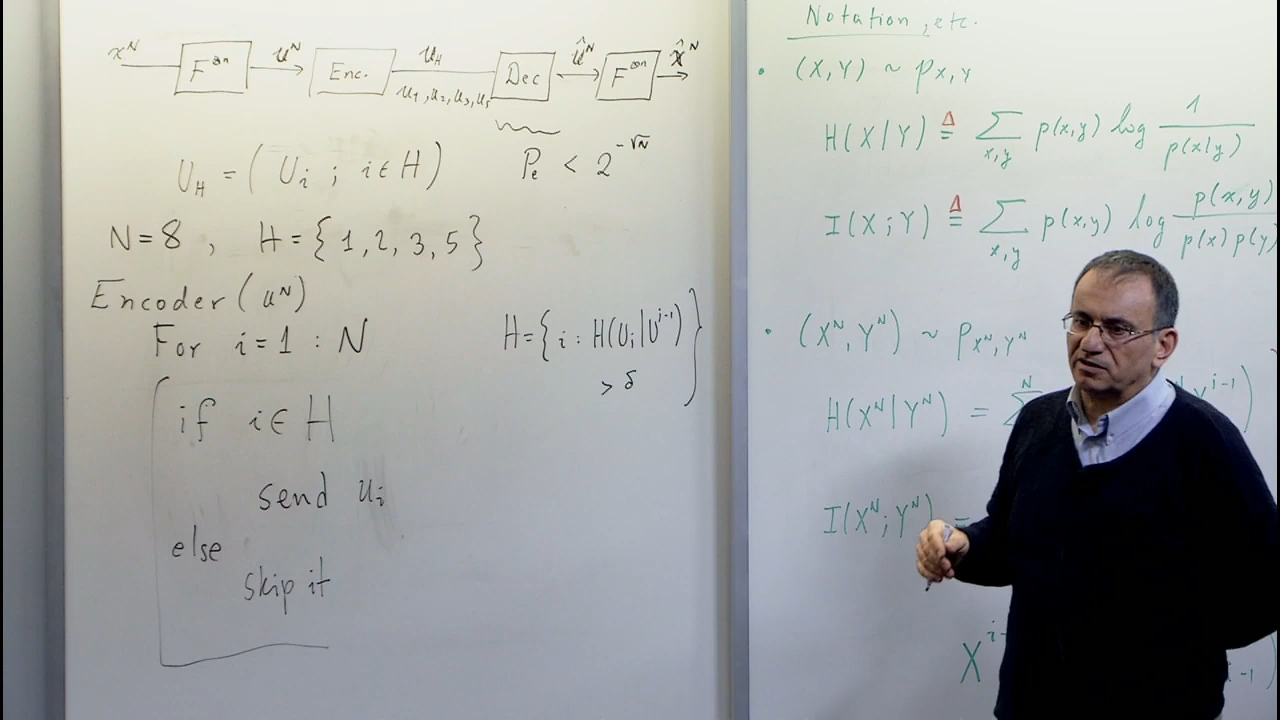 x^N F^⊗n u^N Enc. U_H Dec û^N F^⊗n x̂^N
u_1, u_2, u_3, u_5
U_H = ( U_i ; i ∈ H ) P_e < 2^{-√N}
N = 8 , H = { 1, 2, 3, 5 }
Encoder ( u^N )
For i = 1 : N
if i ∈ H
send u_i
else
skip it
H = { i : H(U_i | U^{i-1})
> δ }
Notation, etc.
• (X, Y) ~ p_{X,Y}
H(X|Y) ≜ Σ_{x,y} p(x,y) log 1/p(x|y)
I(X;Y) ≜ Σ_{x,y} p(x,y) log p(x,y)/p(x)p(y)
• (X^N, Y^N) ~ p_{X^N,Y^N}
H(X^N|Y^N) = Σ^N
I(X^N;Y^N) =